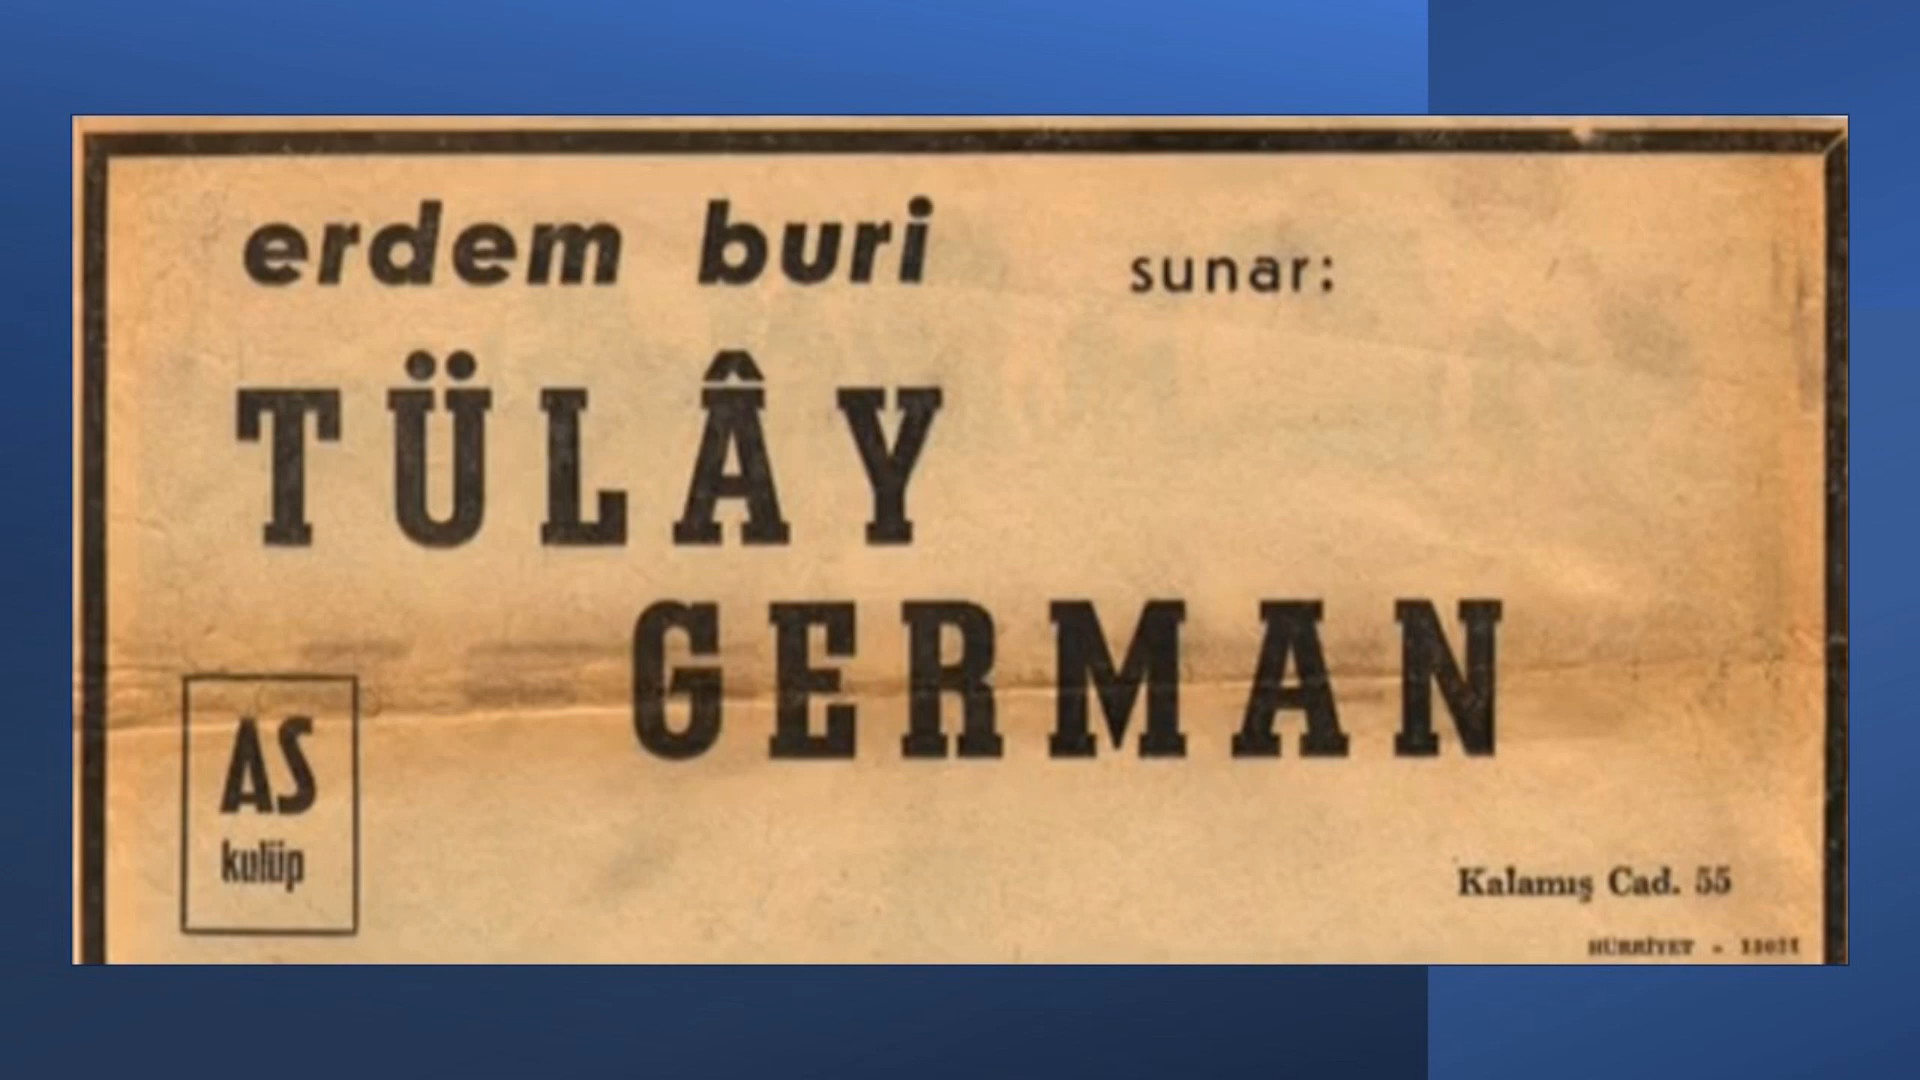 erdem buri sunar:
TÜLÂY
GERMAN
AS
kulüp
Kalamış Cad. 55
HÜRRİYET -